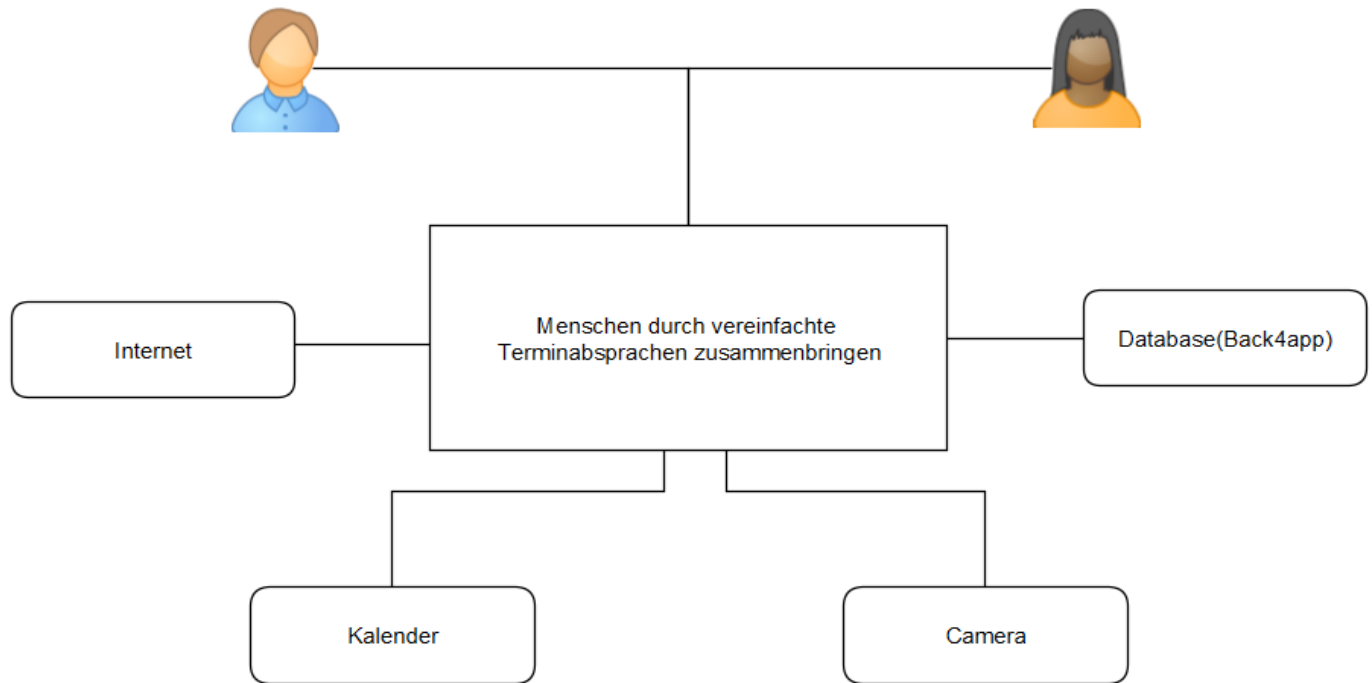 Menschen durch vereinfachte
Terminabsprachen zusammenbringen
Internet
Database(Back4app)
Kalender
Camera